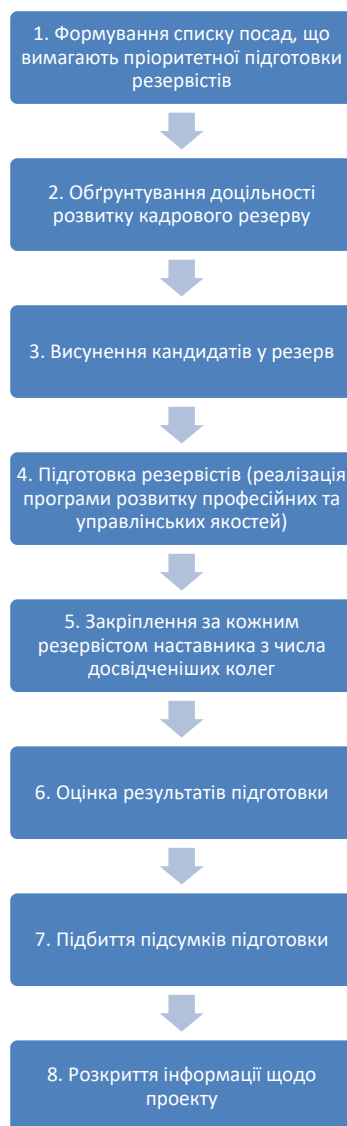 1. Формування списку посад, що
вимагають пріоритетної підготовки
резервістів
2. Обґрунтування доцільності
розвитку кадрового резерву
3. Висунення кандидатів у резерв
4. Підготовка резервістів (реалізація
програми розвитку професійних та
управлінських якостей)
5. Закріплення за кожним
резервістом наставника з числа
досвідченіших колег
6. Оцінка результатів підготовки
7. Підбиття підсумків підготовки
8. Розкриття інформації щодо
проекту